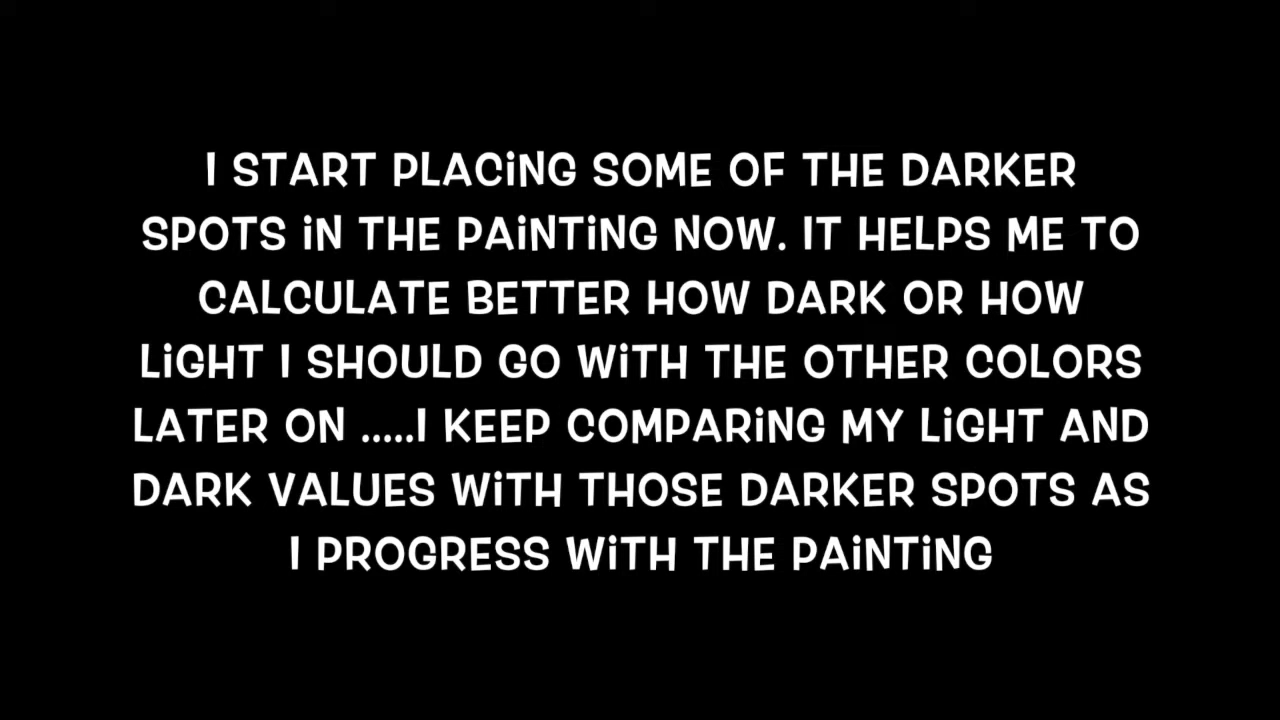 I START PLACiNG SOME OF THE DARKER
SPOTS iN THE PAiNTiNG NOW. IT HELPS ME TO
CALCULATE BETTER HOW DARK OR HOW
LiGHT I SHOULD GO WiTH THE OTHER COLORS
LATER ON .....I KEEP COMPARiNG MY LiGHT AND
DARK VALUES WiTH THOSE DARKER SPOTS AS
I PROGRESS WiTH THE PAiNTiNG